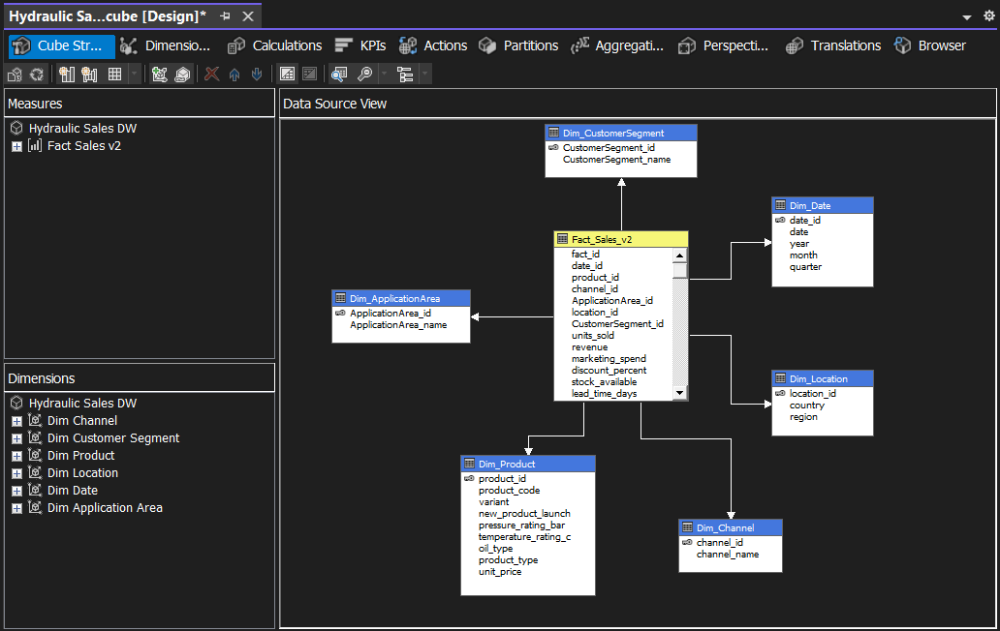 Hydraulic Sa...cube [Design]*
Cube Str...
Dimensio...
Calculations
KPIs
Actions
Partitions
Aggregati...
Perspecti...
Translations
Browser
Measures
Hydraulic Sales DW
Fact Sales v2
Dimensions
Hydraulic Sales DW
Dim Channel
Dim Customer Segment
Dim Product
Dim Location
Dim Date
Dim Application Area
Data Source View
Dim_CustomerSegment
CustomerSegment_id
CustomerSegment_name
Dim_Date
date_id
date
year
month
quarter
Fact_Sales_v2
fact_id
date_id
product_id
channel_id
ApplicationArea_id
location_id
CustomerSegment_id
units_sold
revenue
marketing_spend
discount_percent
stock_available
lead_time_days
Dim_ApplicationArea
ApplicationArea_id
ApplicationArea_name
Dim_Location
location_id
country
region
Dim_Product
product_id
product_code
variant
new_product_launch
pressure_rating_bar
temperature_rating_c
oil_type
product_type
unit_price
Dim_Channel
channel_id
channel_name